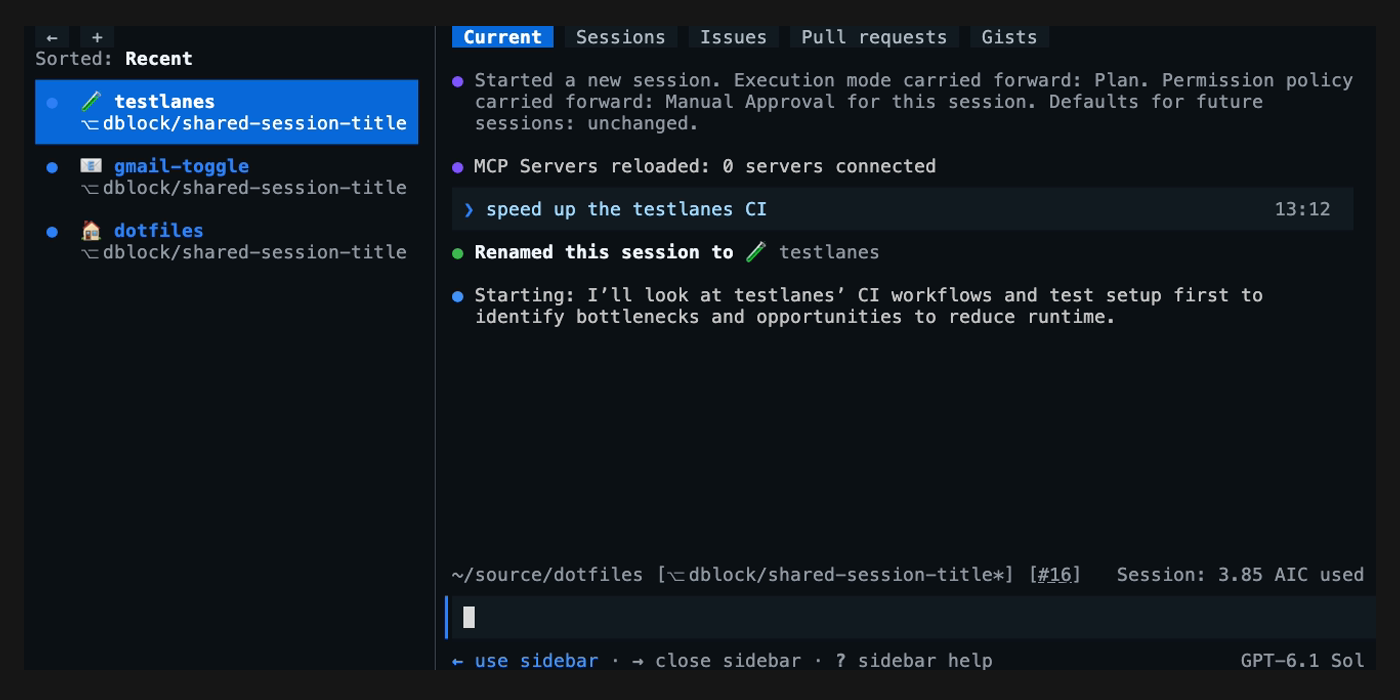 ← +
Sorted: Recent
testlanes
⌥dblock/shared-session-title
gmail-toggle
⌥dblock/shared-session-title
dotfiles
⌥dblock/shared-session-title
Current Sessions Issues Pull requests Gists
● Started a new session. Execution mode carried forward: Plan. Permission policy
carried forward: Manual Approval for this session. Defaults for future
sessions: unchanged.
● MCP Servers reloaded: 0 servers connected
❯ speed up the testlanes CI 13:12
● Renamed this session to 🧪 testlanes
● Starting: I’ll look at testlanes’ CI workflows and test setup first to
identify bottlenecks and opportunities to reduce runtime.
~/source/dotfiles [⌥dblock/shared-session-title*] [#16] Session: 3.85 AIC used
← use sidebar · → close sidebar · ? sidebar help GPT-6.1 Sol